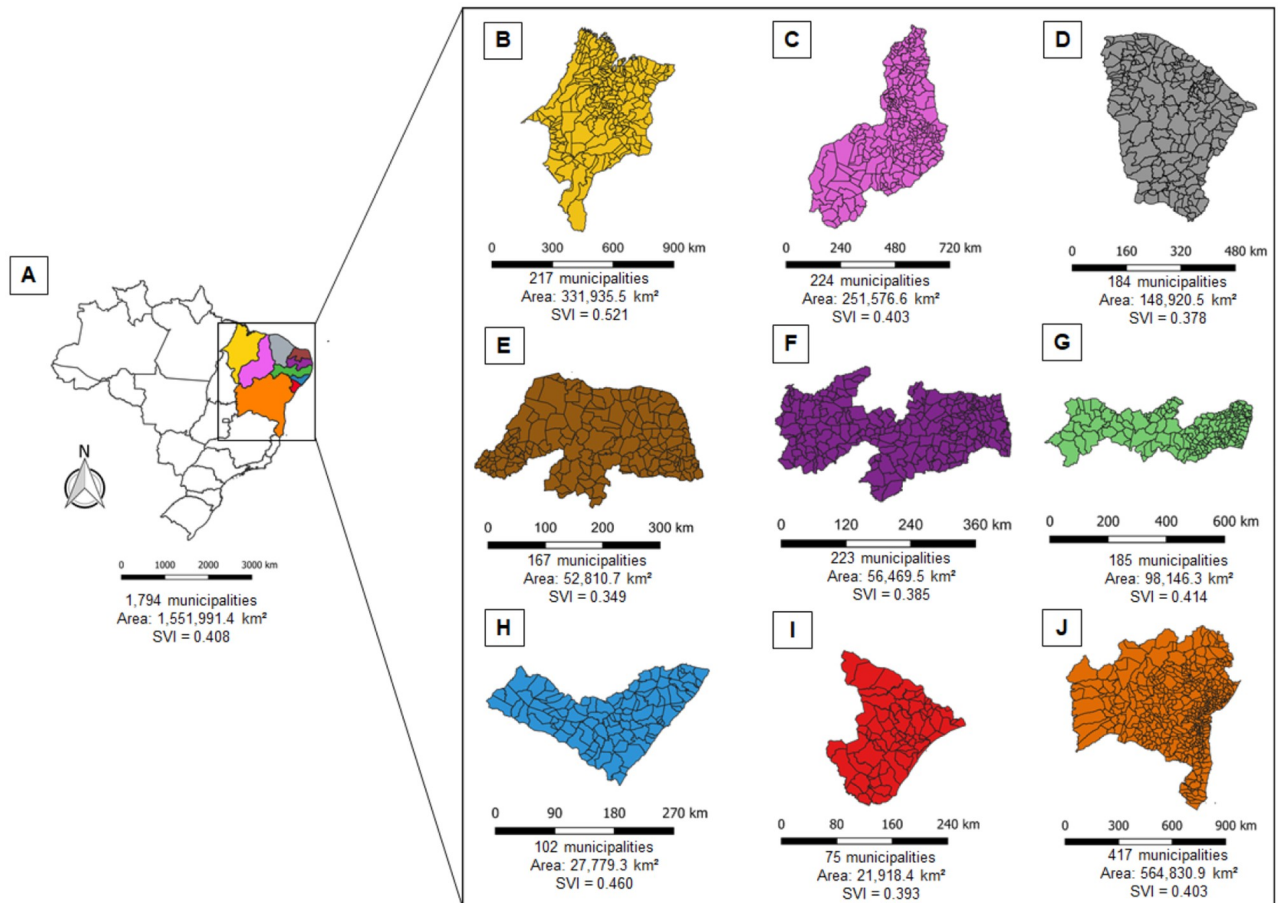 A
N
0 1000 2000 3000 km
1,794 municipalities
Area: 1,551,991.4 km²
SVI = 0.408
B
0 300 600 900 km
217 municipalities
Area: 331,935.5 km²
SVI = 0.521
C
0 240 480 720 km
224 municipalities
Area: 251,576.6 km²
SVI = 0.403
D
0 160 320 480 km
184 municipalities
Area: 148,920.5 km²
SVI = 0.378
E
0 100 200 300 km
167 municipalities
Area: 52,810.7 km²
SVI = 0.349
F
0 120 240 360 km
223 municipalities
Area: 56,469.5 km²
SVI = 0.385
G
0 200 400 600 km
185 municipalities
Area: 98,146.3 km²
SVI = 0.414
H
0 90 180 270 km
102 municipalities
Area: 27,779.3 km²
SVI = 0.460
I
0 80 160 240 km
75 municipalities
Area: 21,918.4 km²
SVI = 0.393
J
0 300 600 900 km
417 municipalities
Area: 564,830.9 km²
SVI = 0.403